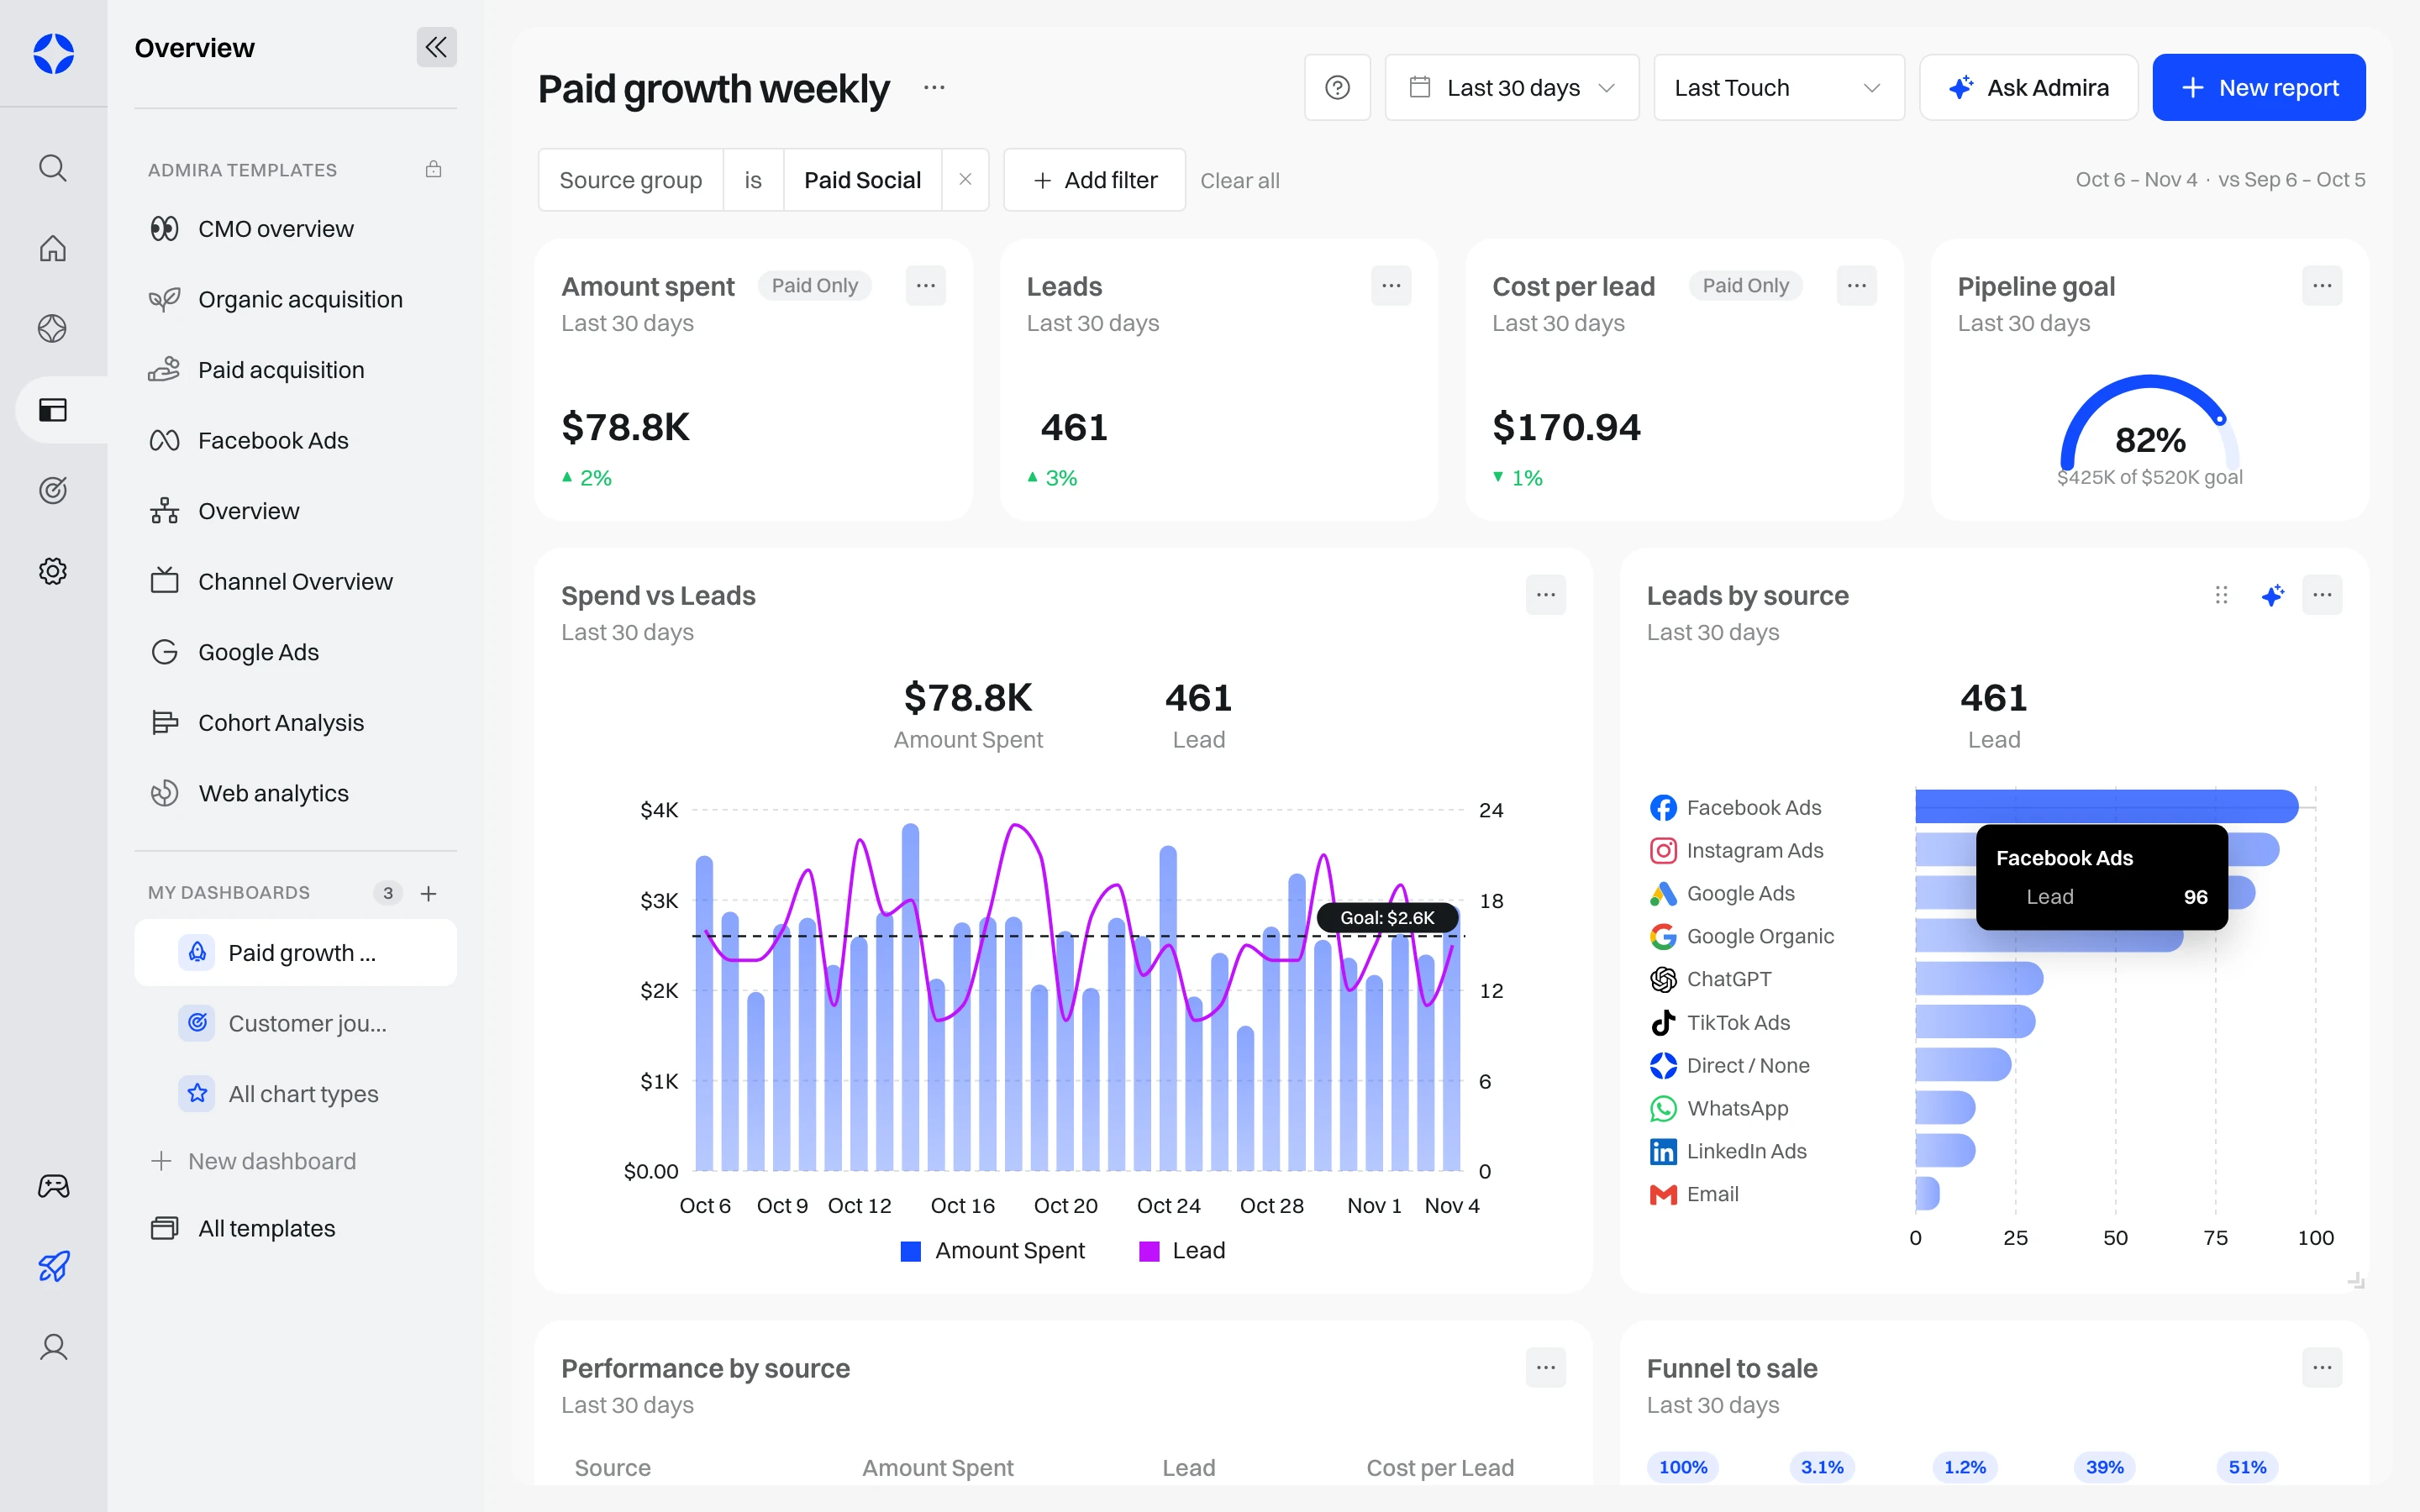 Overview
ADMIRA TEMPLATES
CMO overview
Organic acquisition
Paid acquisition
Facebook Ads
Overview
Channel Overview
Google Ads
Cohort Analysis
Web analytics
MY DASHBOARDS 3
Paid growth ...
Customer jou...
All chart types
New dashboard
All templates
Paid growth weekly
Last 30 days
Last Touch
Ask Admira
New report
Source group is Paid Social
Add filter
Clear all
Oct 6 – Nov 4 · vs Sep 6 – Oct 5
Amount spent Paid Only
Last 30 days
$78.8K
2%
Leads
Last 30 days
461
3%
Cost per lead Paid Only
Last 30 days
$170.94
1%
Pipeline goal
Last 30 days
82%
$425K of $520K goal
Spend vs Leads
Last 30 days
$78.8K 461
Amount Spent Lead
$4K 24
$3K 18
Goal: $2.6K
$2K 12
$1K 6
$0.00 0
Oct 6 Oct 9 Oct 12 Oct 16 Oct 20 Oct 24 Oct 28 Nov 1 Nov 4
Amount Spent Lead
Leads by source
Last 30 days
461
Lead
Facebook Ads
Instagram Ads
Google Ads
Google Organic
ChatGPT
TikTok Ads
Direct / None
WhatsApp
LinkedIn Ads
Email
Facebook Ads
Lead 96
0 25 50 75 100
Performance by source
Last 30 days
Source Amount Spent Lead Cost per Lead
Funnel to sale
Last 30 days
100% 3.1% 1.2% 39% 51%